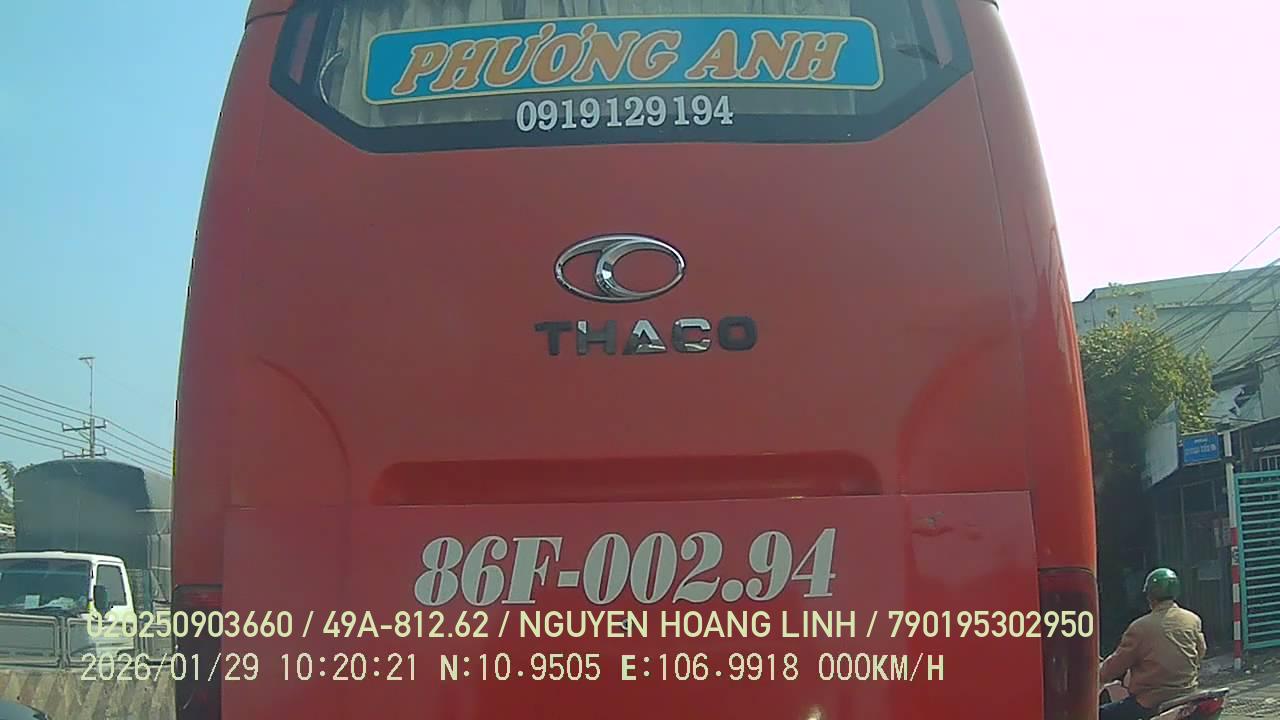 PHƯƠNG ANH
0919129194
THACO
86F-002.94
020250903660 / 49A-812.62 / NGUYEN HOANG LINH / 790195302950
2026/01/29 10:20:21 N:10.9505 E:106.9918 000KM/H